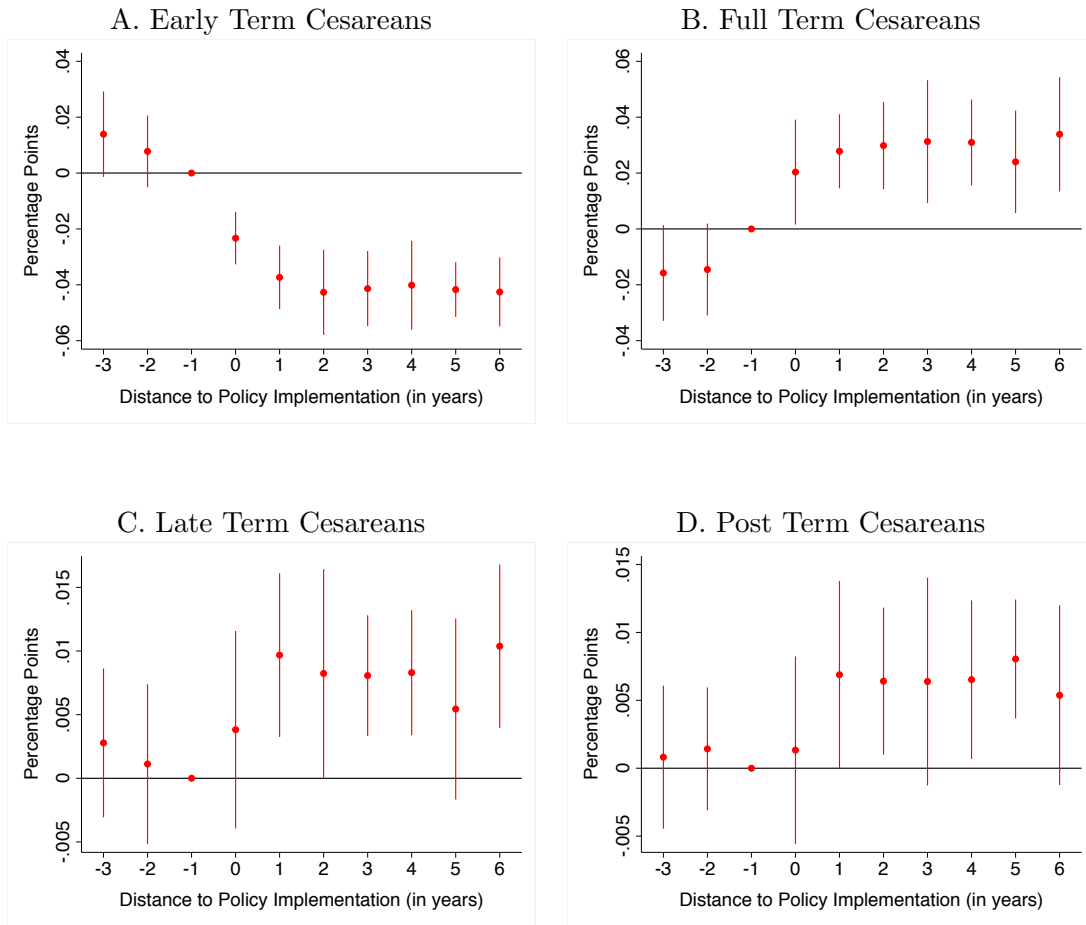 A. Early Term Cesareans
Percentage Points
.04
.02
0
-.02
-.04
-.06
-3 -2 -1 0 1 2 3 4 5 6
Distance to Policy Implementation (in years)
B. Full Term Cesareans
Percentage Points
.06
.04
.02
0
-.02
-.04
-3 -2 -1 0 1 2 3 4 5 6
Distance to Policy Implementation (in years)
C. Late Term Cesareans
Percentage Points
.015
.01
.005
0
-.005
-3 -2 -1 0 1 2 3 4 5 6
Distance to Policy Implementation (in years)
D. Post Term Cesareans
Percentage Points
.015
.01
.005
0
-.005
-3 -2 -1 0 1 2 3 4 5 6
Distance to Policy Implementation (in years)